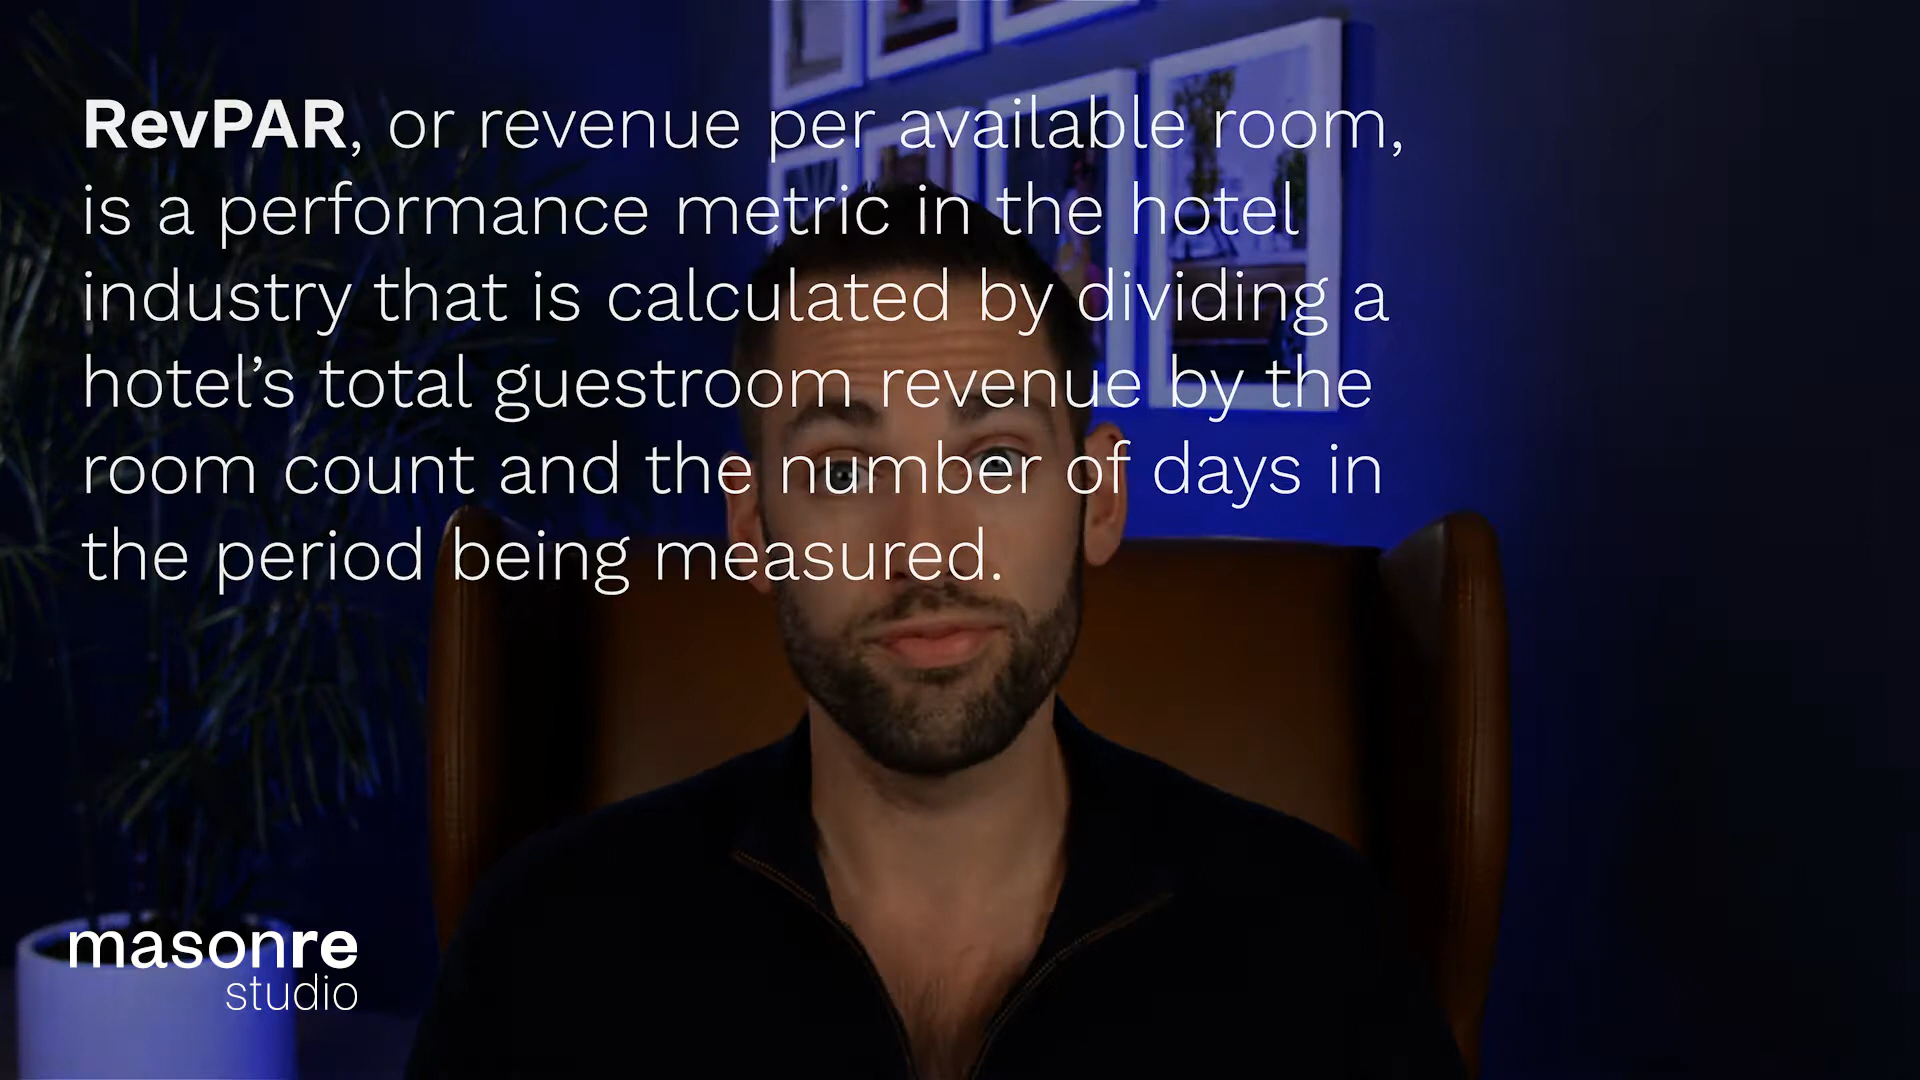 RevPAR, or revenue per available room,
is a performance metric in the hotel
industry that is calculated by dividing a
hotel’s total guestroom revenue by the
room count and the number of days in
the period being measured.
masonre
studio